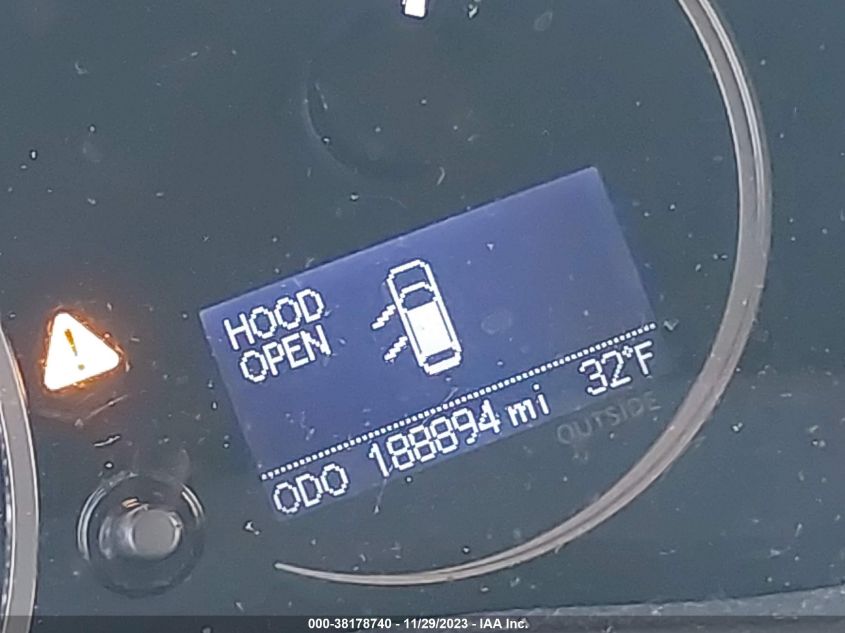 HOOD
OPEN
ODO 188894 mi 32°F
OUTSIDE
000-38178740 - 11/29/2023 - IAA Inc.